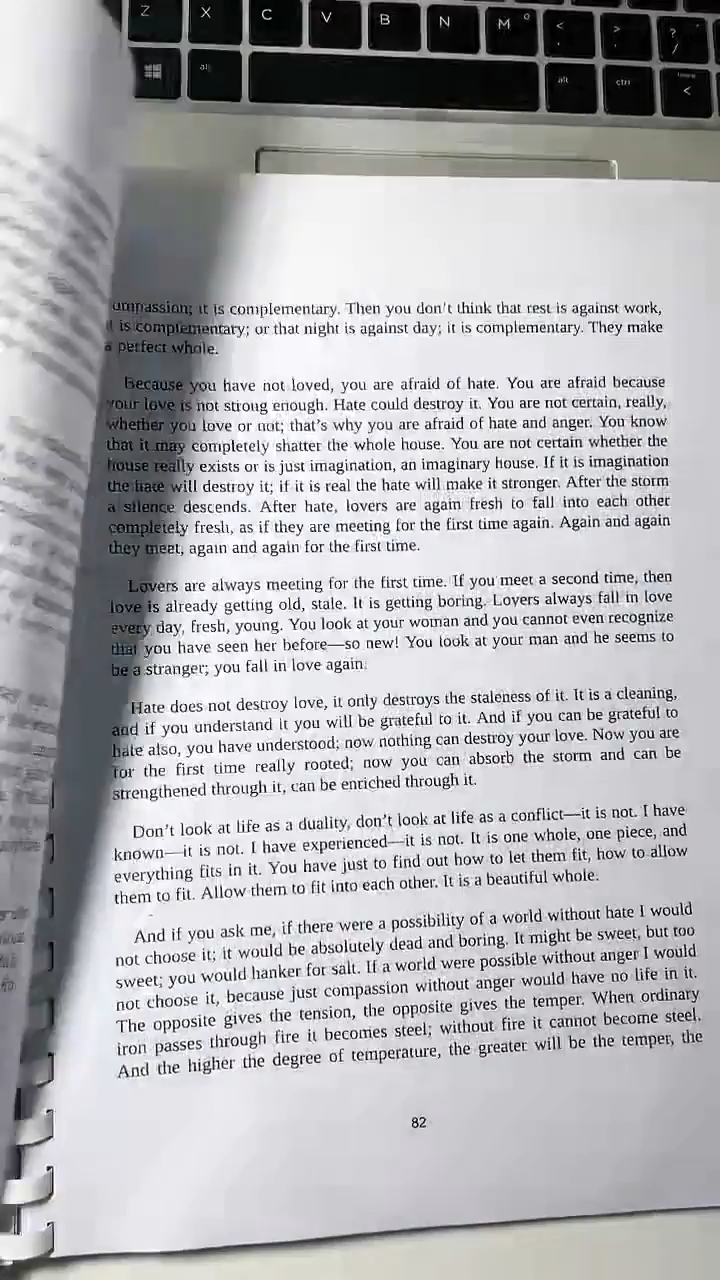 Z X C V B N M < > ?
. . /
alt alt ctrl <
ompassion; it is complementary. Then you don't think that rest is against work,
it is complementary; or that night is against day; it is complementary. They make
a perfect whole.
Because you have not loved, you are afraid of hate. You are afraid because
your love is not strong enough. Hate could destroy it. You are not certain, really,
whether you love or not; that's why you are afraid of hate and anger. You know
that it may completely shatter the whole house. You are not certain whether the
house really exists or is just imagination, an imaginary house. If it is imagination
the hate will destroy it; if it is real the hate will make it stronger. After the storm
a silence descends. After hate, lovers are again fresh to fall into each other
completely fresh, as if they are meeting for the first time again. Again and again
they meet, again and again for the first time.
Lovers are always meeting for the first time. If you meet a second time, then
love is already getting old, stale. It is getting boring. Lovers always fall in love
every day, fresh, young. You look at your woman and you cannot even recognize
that you have seen her before—so new! You look at your man and he seems to
be a stranger; you fall in love again.
Hate does not destroy love, it only destroys the staleness of it. It is a cleaning,
and if you understand it you will be grateful to it. And if you can be grateful to
hate also, you have understood; now nothing can destroy your love. Now you are
for the first time really rooted; now you can absorb the storm and can be
strengthened through it, can be enriched through it.
Don't look at life as a duality, don't look at life as a conflict—it is not. I have
known—it is not. I have experienced—it is not. It is one whole, one piece, and
everything fits in it. You have just to find out how to let them fit, how to allow
them to fit. Allow them to fit into each other. It is a beautiful whole.
And if you ask me, if there were a possibility of a world without hate I would
not choose it; it would be absolutely dead and boring. It might be sweet, but too
sweet; you would hanker for salt. If a world were possible without anger I would
not choose it, because just compassion without anger would have no life in it.
The opposite gives the tension, the opposite gives the temper. When ordinary
iron passes through fire it becomes steel; without fire it cannot become steel.
And the higher the degree of temperature, the greater will be the temper, the
82